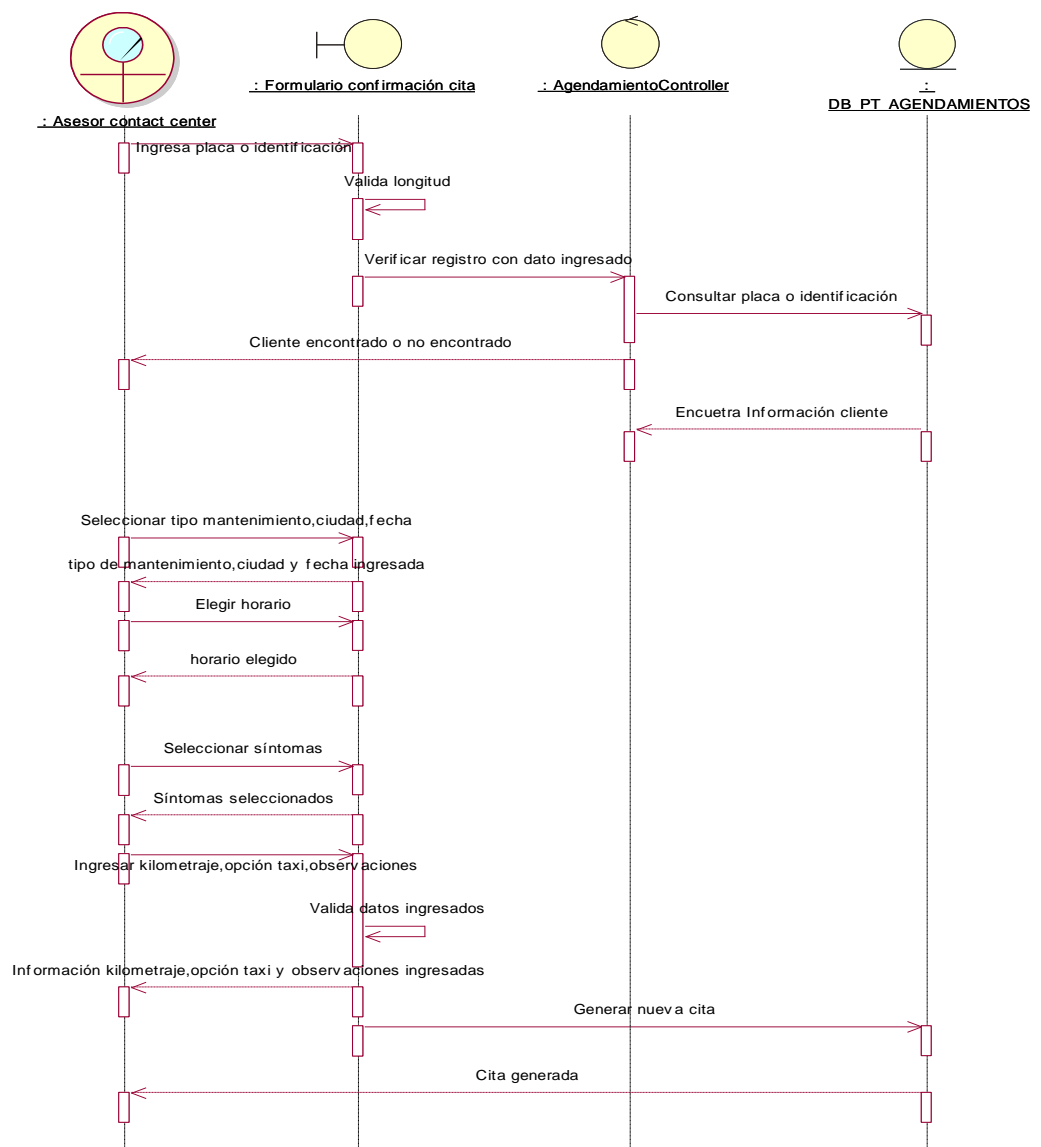 : Asesor contact center
: Formulario confirmación cita
: AgendamientoController
:
DB_PT_AGENDAMIENTOS
Ingresa placa o identificación
Valida longitud
Verificar registro con dato ingresado
Consultar placa o identificación
Cliente encontrado o no encontrado
Encuetra Información cliente
Seleccionar tipo mantenimiento,ciudad,fecha
tipo de mantenimiento,ciudad y fecha ingresada
Elegir horario
horario elegido
Seleccionar síntomas
Síntomas seleccionados
Ingresar kilometraje,opción taxi,observaciones
Valida datos ingresados
Información kilometraje,opción taxi y observaciones ingresadas
Generar nueva cita
Cita generada